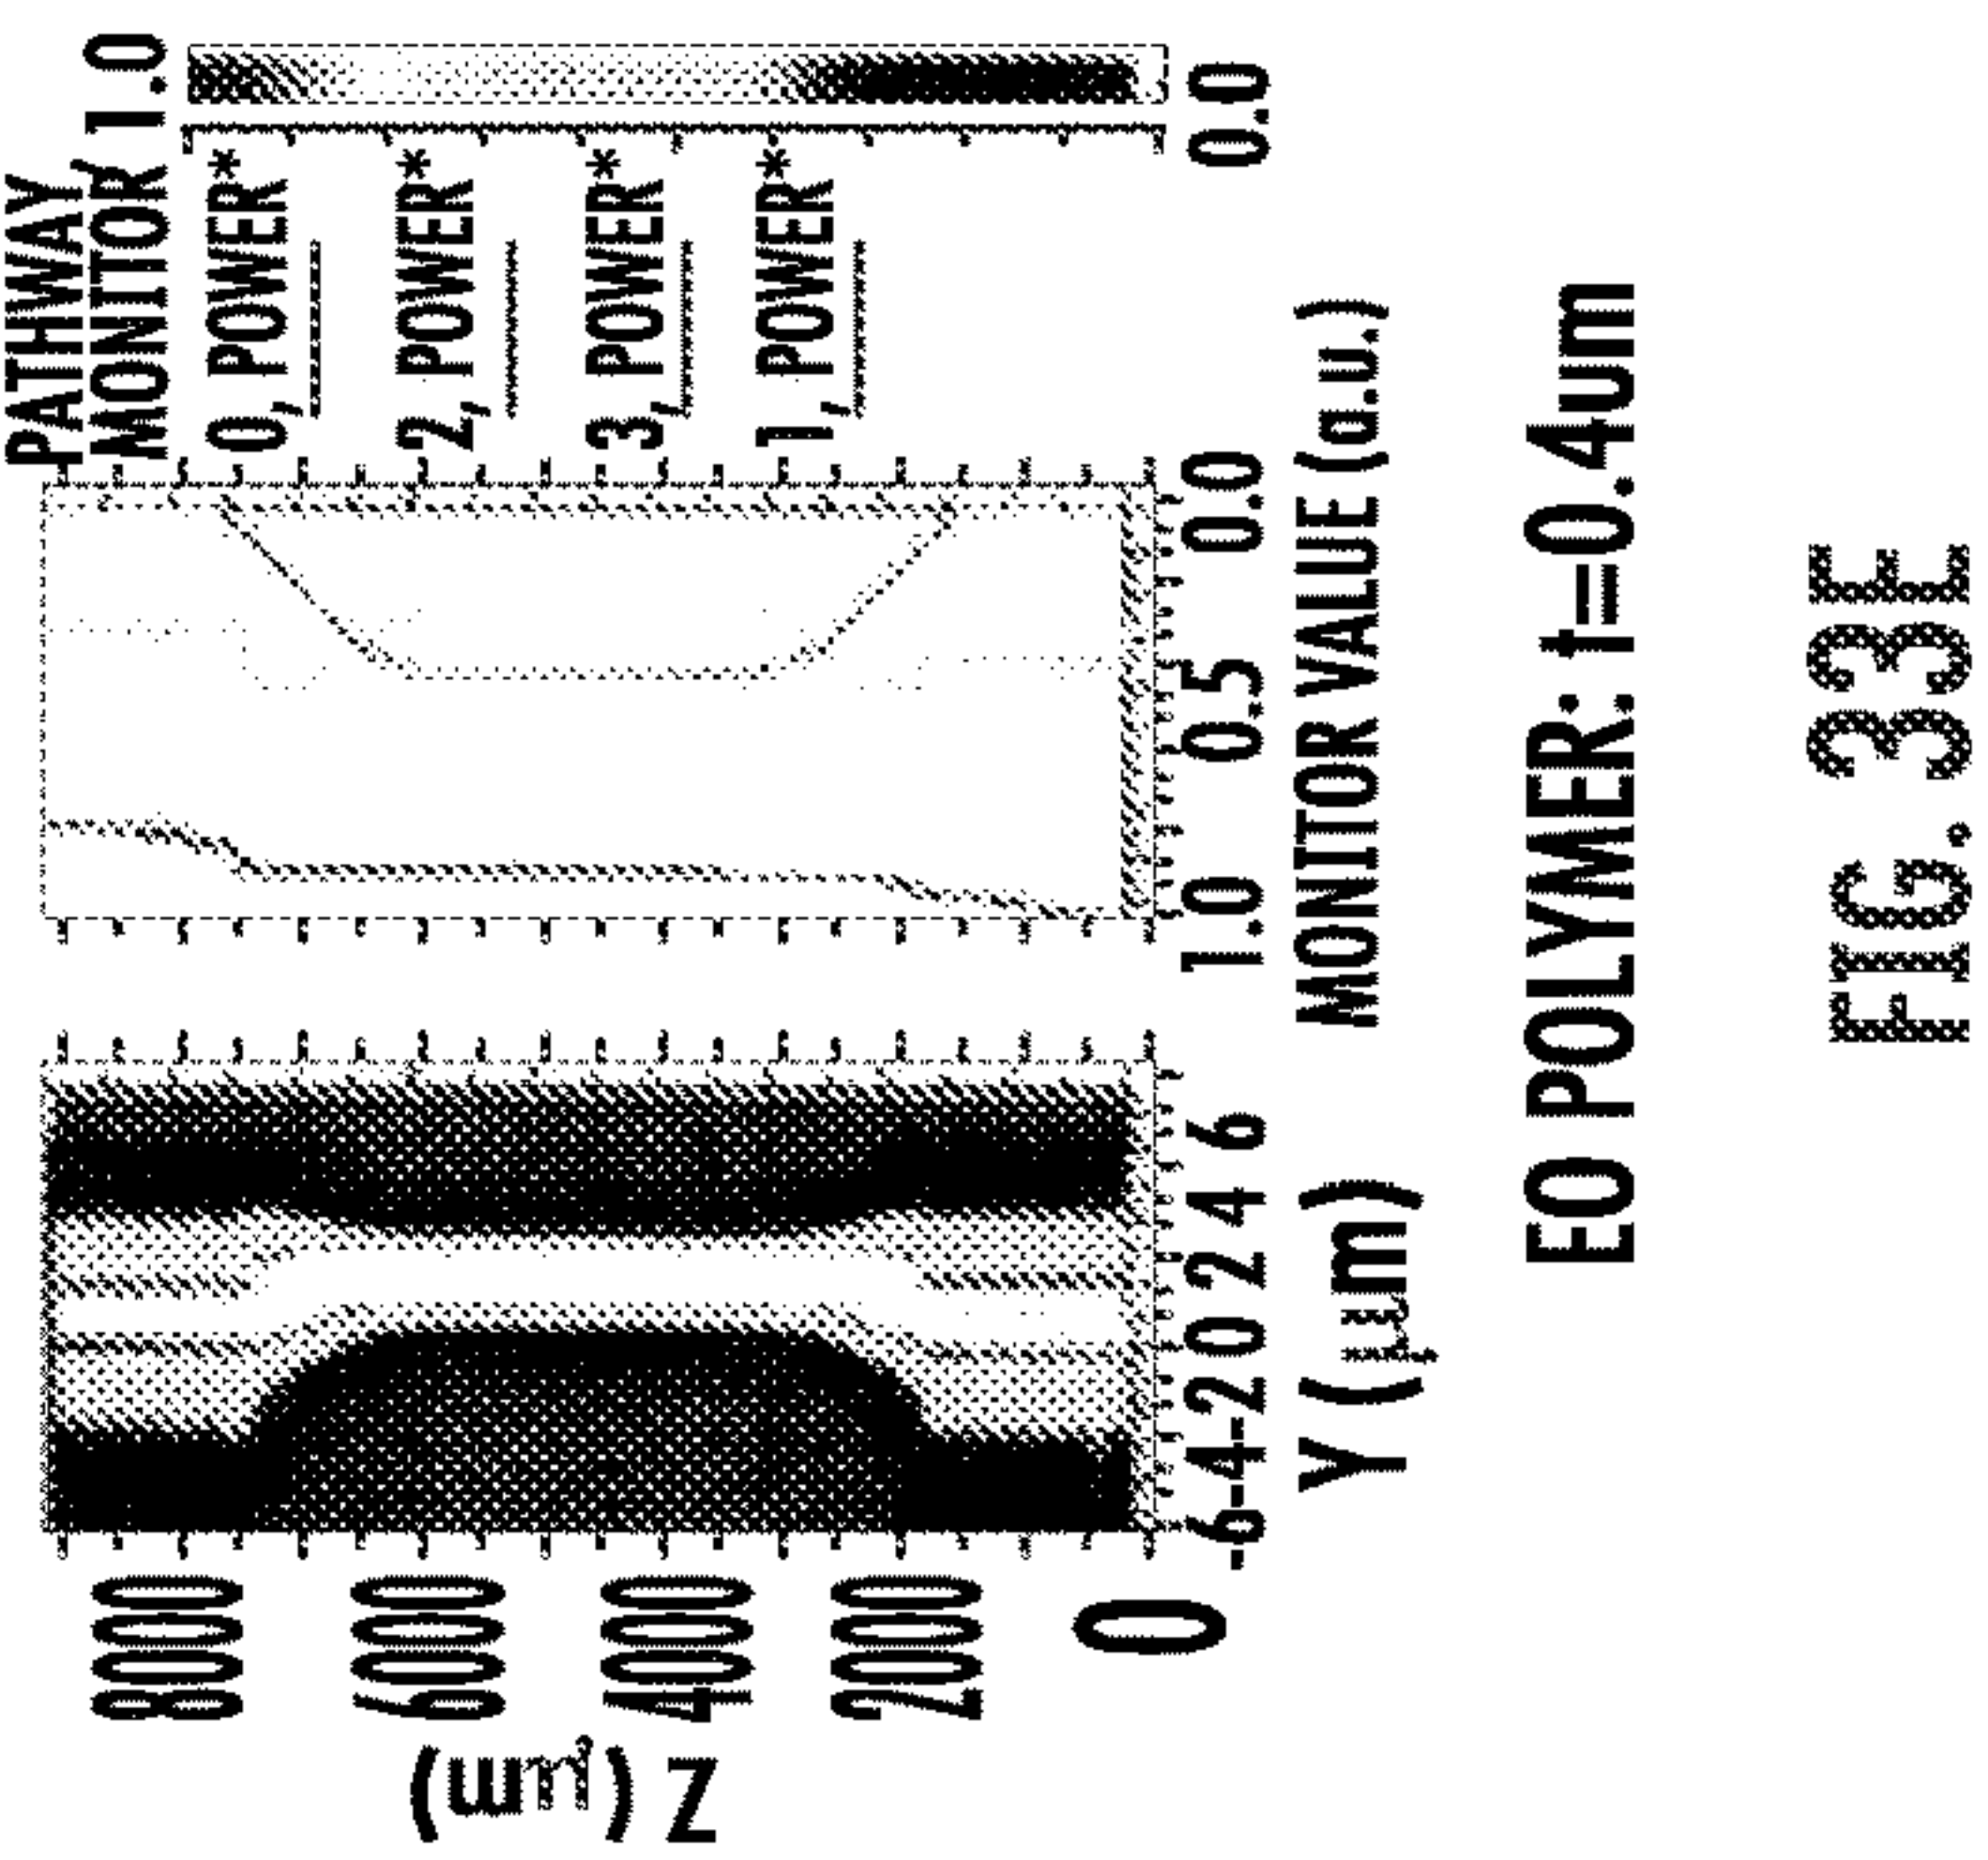 PATHWAY,
MONITOR
1.0
0, POWER*
2, POWER*
3, POWER*
1, POWER*
0.0
8000
6000
4000
2000
0
Z (μm)
-6-4-20 2 4 6
Y (μm)
1.0 0.5 0.0
MONITOR VALUE (a.u.)
EO POLYMER: t=0.4um
FIG. 33E